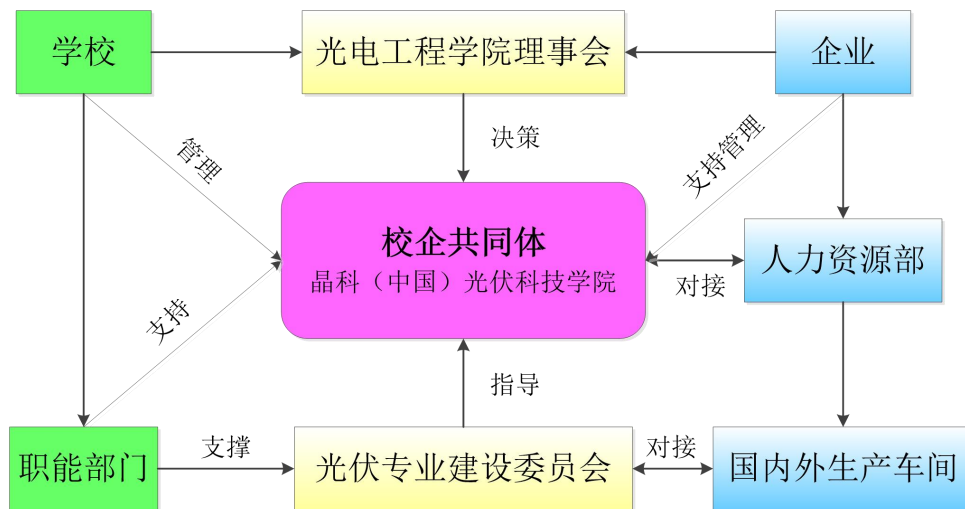 学校
光电工程学院理事会
企业
决策
管理
支持管理
校企共同体
晶科（中国）光伏科技学院
人力资源部
对接
支持
指导
职能部门
支撑
光伏专业建设委员会
对接
国内外生产车间